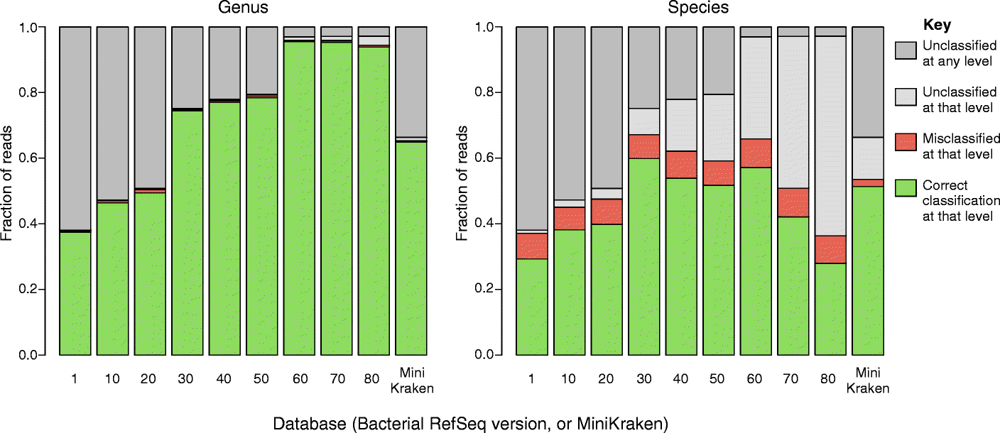 Genus
Fraction of reads
1.0
0.8
0.6
0.4
0.2
0.0
1 10 20 30 40 50 60 70 80 Mini
Kraken
Species
Fraction of reads
1.0
0.8
0.6
0.4
0.2
0.0
1 10 20 30 40 50 60 70 80 Mini
Kraken
Key
Unclassified
at any level
Unclassified
at that level
Misclassified
at that level
Correct
classification
at that level
Database (Bacterial RefSeq version, or MiniKraken)